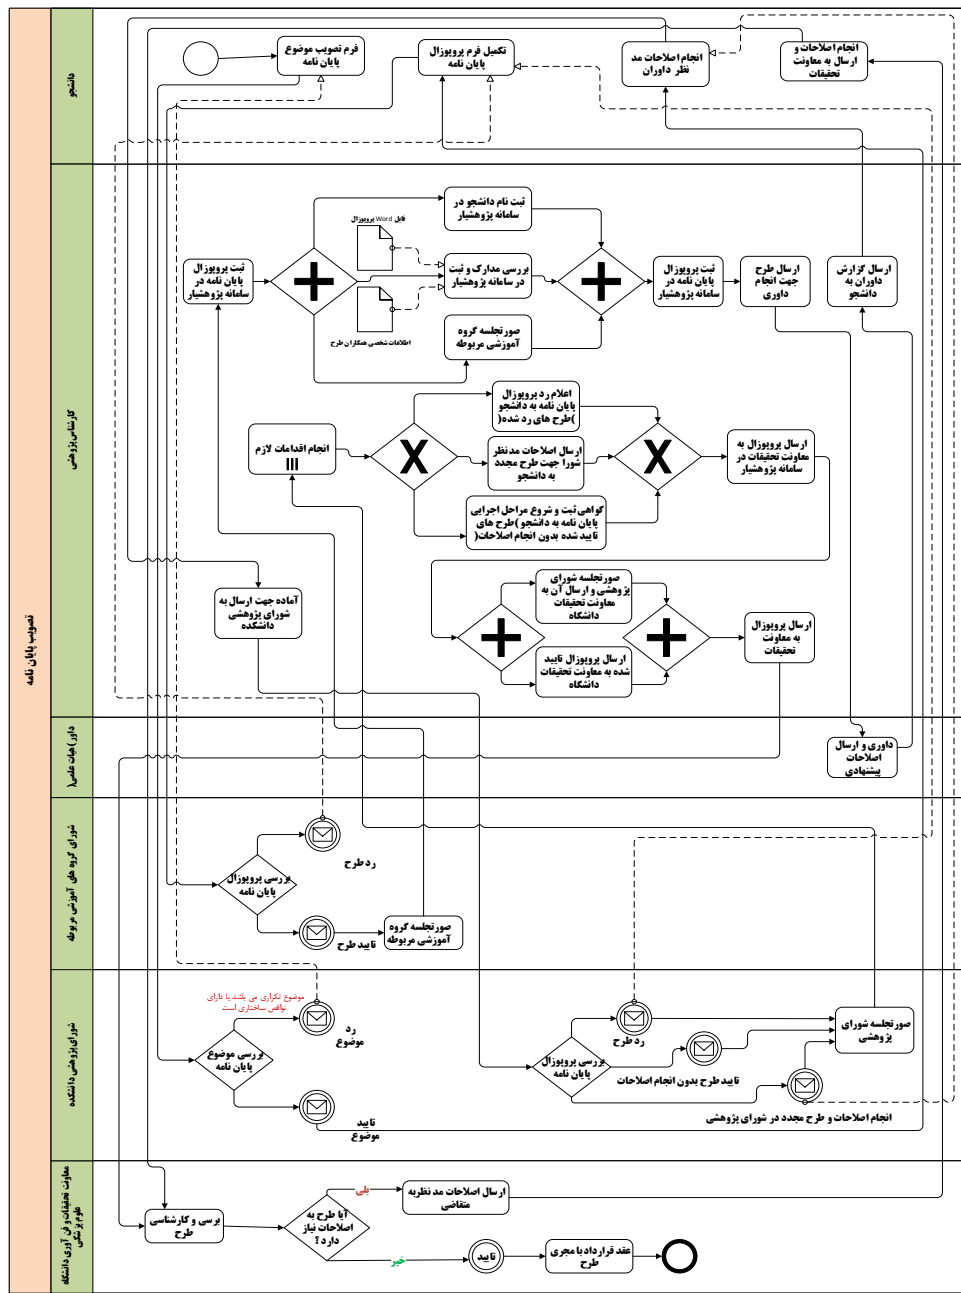 تصویب پایان نامه
دانشجو
فرم تصویب موضوع
پایان نامه
تکمیل فرم پروپوزال
پایان نامه
انجام اصلاحات مد
نظر داوران
انجام اصلاحات و
ارسال به معاونت
تحقیقات
کارشناس پژوهشی
ثبت پروپوزال
پایان نامه در
سامانه پژوهشیار
فایل Word پروپوزال
اطلاعات شخصی همکاران طرح
ثبت نام دانشجو در
سامانه پژوهشیار
بررسی مدارک و ثبت
در سامانه پژوهشیار
صورتجلسه گروه
آموزشی مربوطه
ثبت پروپوزال
پایان نامه در
سامانه پژوهشیار
ارسال طرح
جهت انجام
داوری
ارسال گزارش
داوران به
دانشجو
انجام اقدامات لازم
اعلام رد پروپوزال
پایان نامه به دانشجو
)طرح های رد شده(
ارسال اصلاحات مدنظر
شورا جهت طرح مجدد
به دانشجو
گواهی ثبت و شروع مراحل اجرایی
پایان نامه به دانشجو )طرح های
تایید شده بدون انجام اصلاحات(
ارسال پروپوزال به
معاونت تحقیقات در
سامانه پژوهشیار
آماده جهت ارسال به
شورای پژوهشی
دانشکده
صورتجلسه شورای
پژوهشی و ارسال آن به
معاونت تحقیقات
دانشگاه
ارسال پروپوزال تایید
شده به معاونت تحقیقات
دانشگاه
ارسال پروپوزال
به معاونت
تحقیقات
داور)هیات علمی(
داوری و ارسال
اصلاحات
پیشنهادی
شورای گروه های آموزشی مربوطه
بررسی پروپوزال
پایان نامه
رد طرح
تایید طرح
صورتجلسه گروه
آموزشی مربوطه
شورای پژوهشی دانشکده
موضوع تکراری می باشد یا دارای
نواقص ساختاری است
بررسی موضوع
پایان نامه
رد
موضوع
تایید
موضوع
بررسی پروپوزال
پایان نامه
رد طرح
تایید طرح بدون انجام اصلاحات
انجام اصلاحات و طرح مجدد در شورای پژوهشی
صورتجلسه شورای
پژوهشی
معاونت تحقیقات و فن آوری دانشگاه
علوم پزشکی
برسی و کارشناسی
طرح
آیا طرح به
اصلاحات نیاز
دارد ؟
بلی
خیر
ارسال اصلاحات مد نظربه
متقاضی
تایید
عقد قرارداد با مجری
طرح